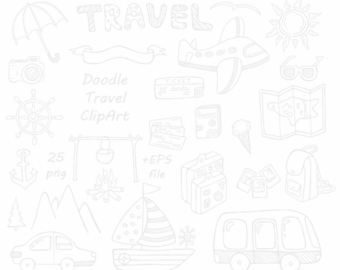 TRAVEL
Doodle
Travel
ClipArt
25
png
+EPS
file